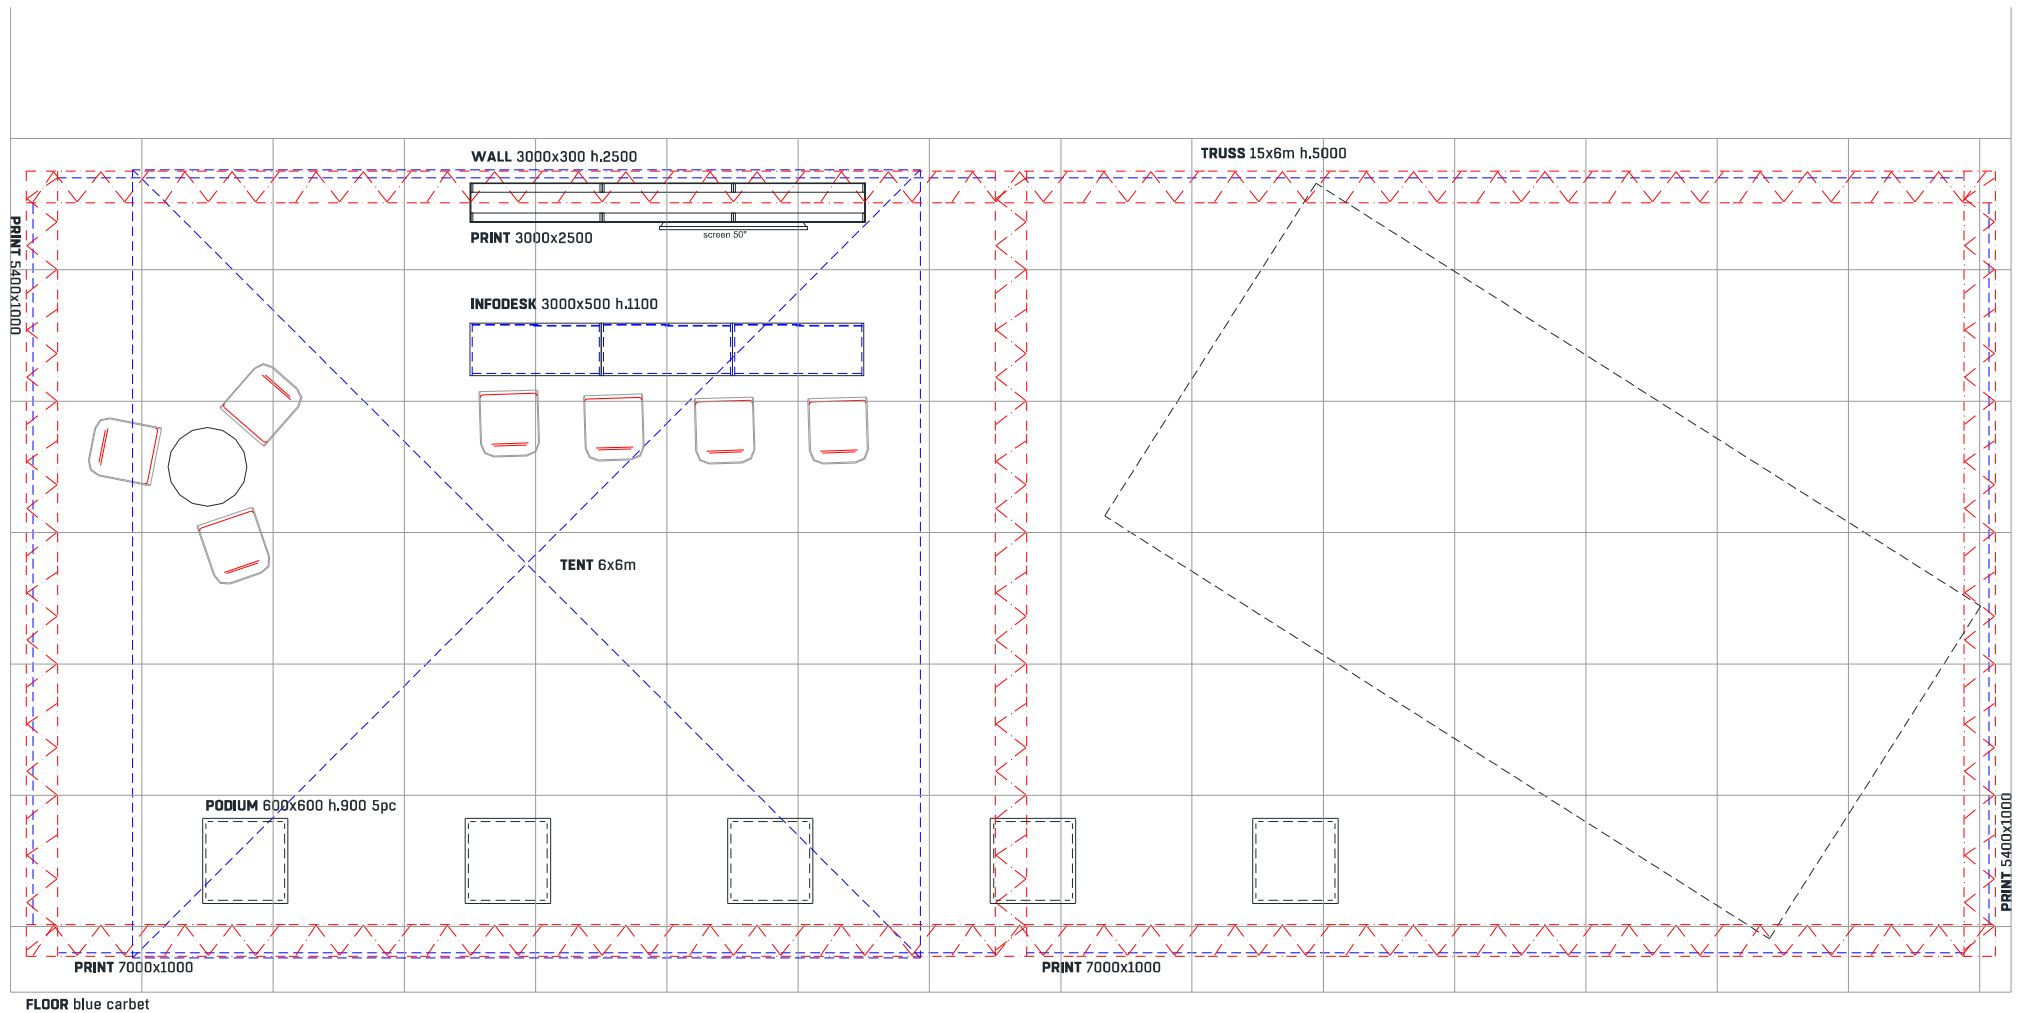 WALL 3000x300 h.2500
TRUSS 15x6m h.5000
PRINT 5400x1000
PRINT 3000x2500
screen 50"
INFODESK 3000x500 h.1100
TENT 6x6m
PODIUM 600x600 h.900 5pc
PRINT 5400x1000
PRINT 7000x1000
PRINT 7000x1000
FLOOR blue carbet